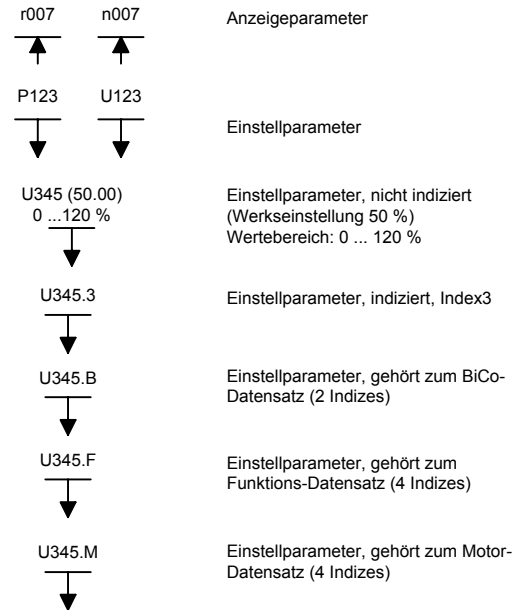 r007 n007 Anzeigeparameter
P123 U123
Einstellparameter
U345 (50.00)
0 ...120 %
Einstellparameter, nicht indiziert
(Werkseinstellung 50 %)
Wertebereich: 0 ... 120 %
U345.3 Einstellparameter, indiziert, Index3
U345.B
Einstellparameter, gehört zum BiCo-
Datensatz (2 Indizes)
U345.F
Einstellparameter, gehört zum
Funktions-Datensatz (4 Indizes)
U345.M
Einstellparameter, gehört zum Motor-
Datensatz (4 Indizes)